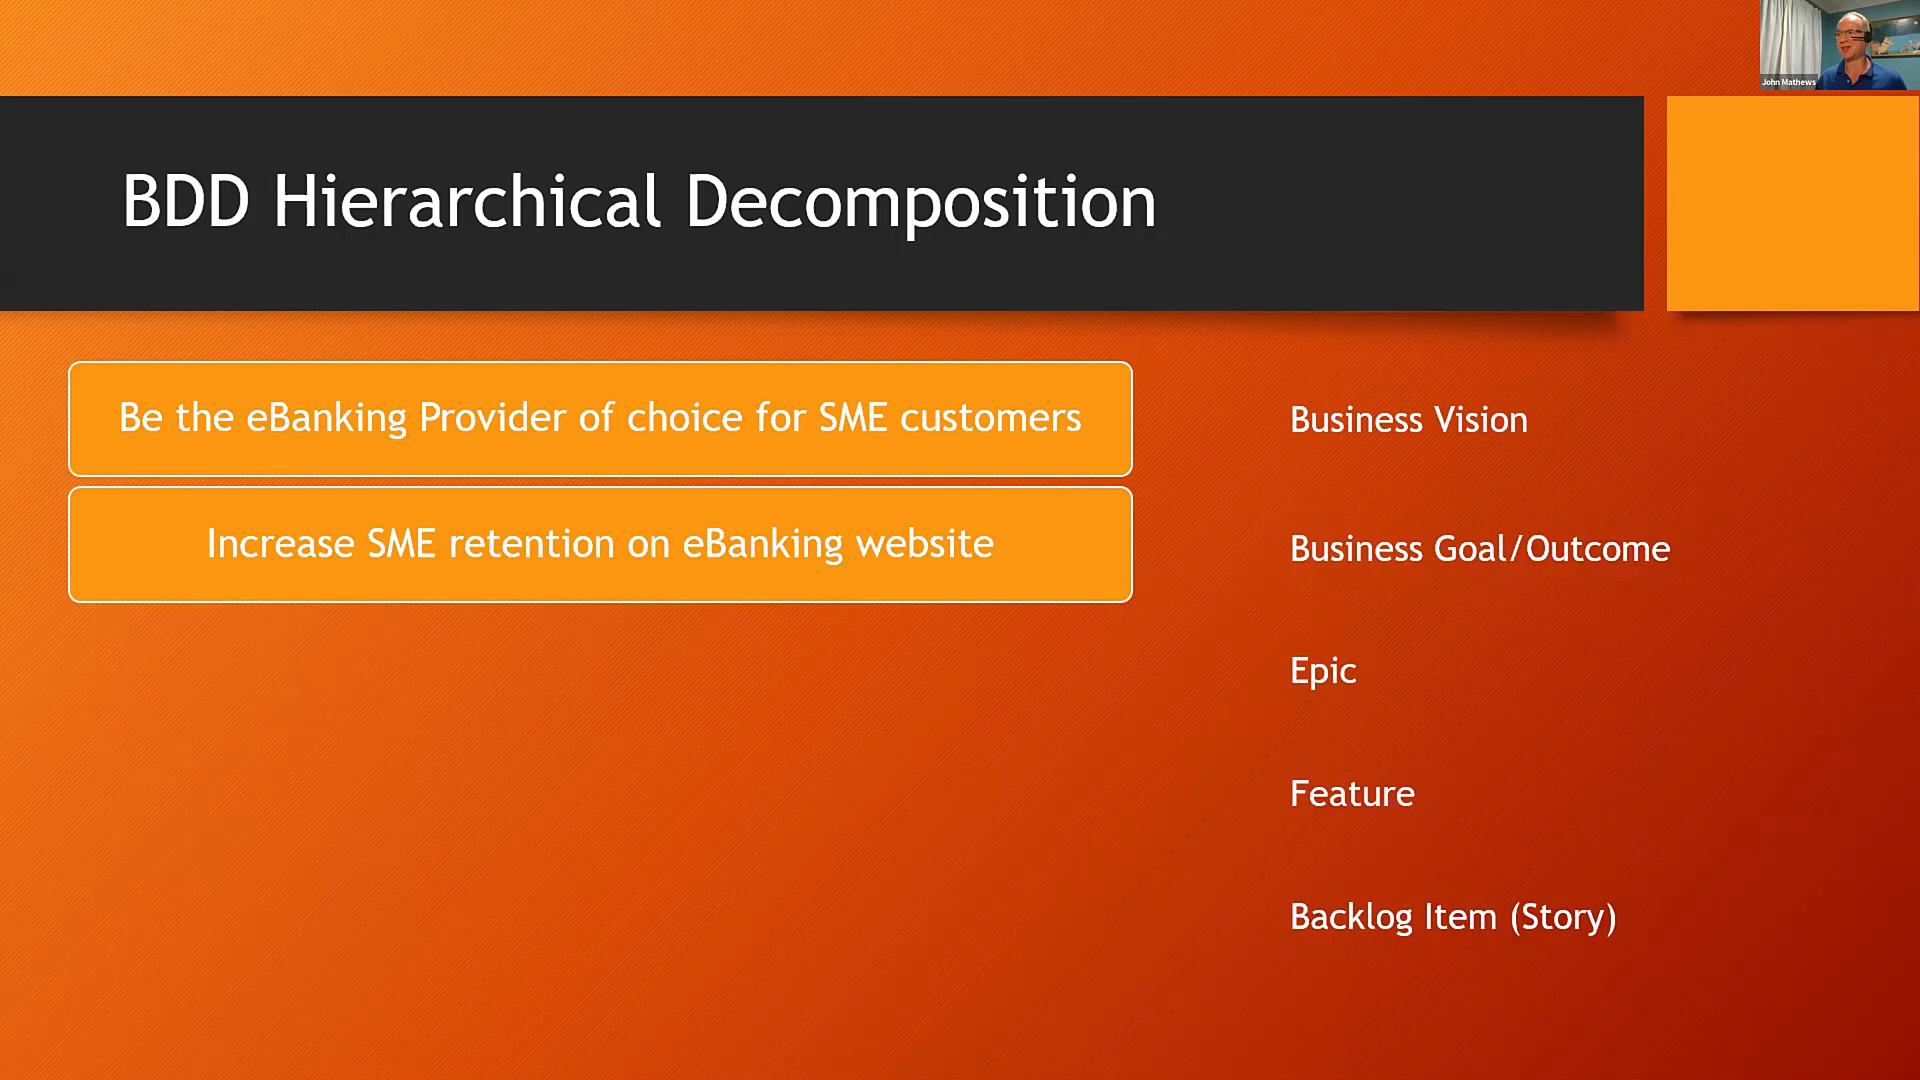 John Mathews
BDD Hierarchical Decomposition
Be the eBanking Provider of choice for SME customers
Business Vision
Increase SME retention on eBanking website
Business Goal/Outcome
Epic
Feature
Backlog Item (Story)